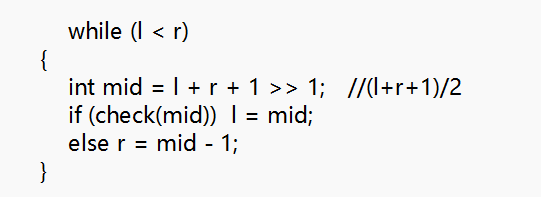 while (l < r)
{
int mid = l + r + 1 >> 1;   //(l+r+1)/2
if (check(mid))  l = mid;
else r = mid - 1;
}